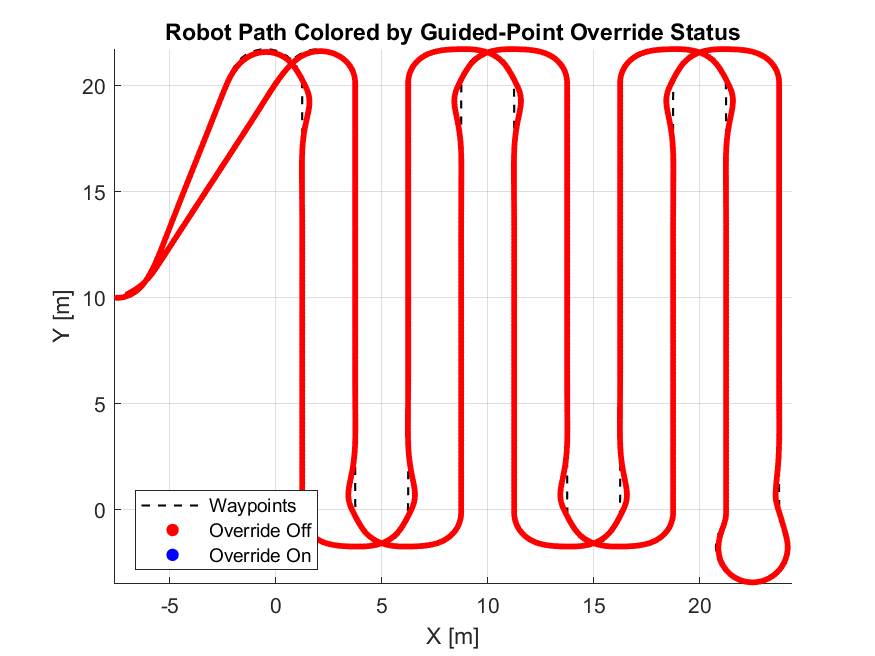 Robot Path Colored by Guided-Point Override Status
20
15
10
5
0
Y [m]
Waypoints
Override Off
Override On
-5 0 5 10 15 20
X [m]